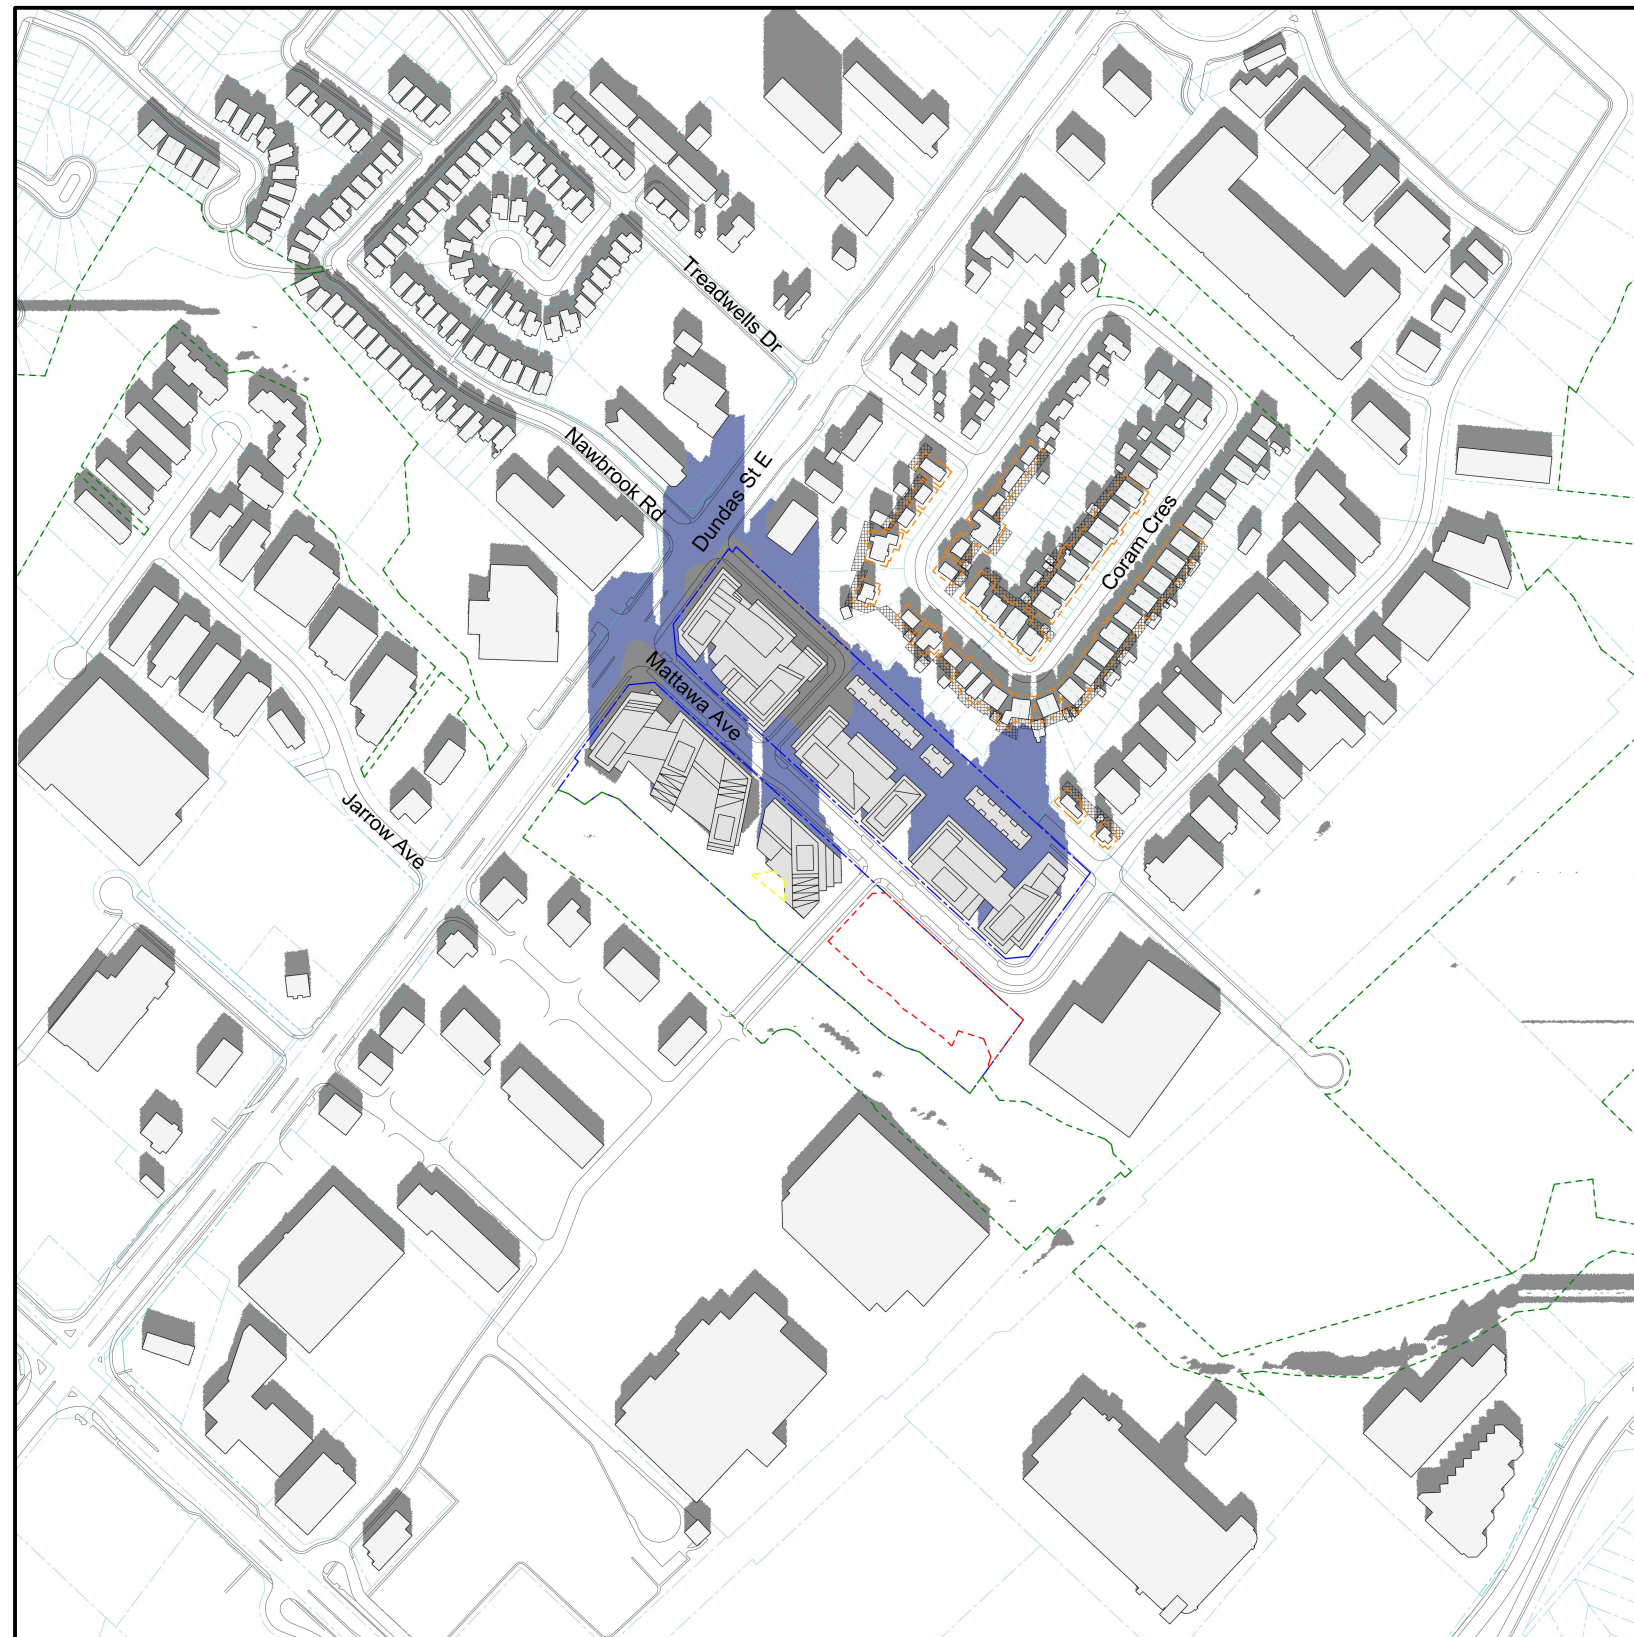 Treadwells Dr
Nawbrook Rd
Dundas St E
Coram Cres
Mattawa Ave
Jarrow Ave